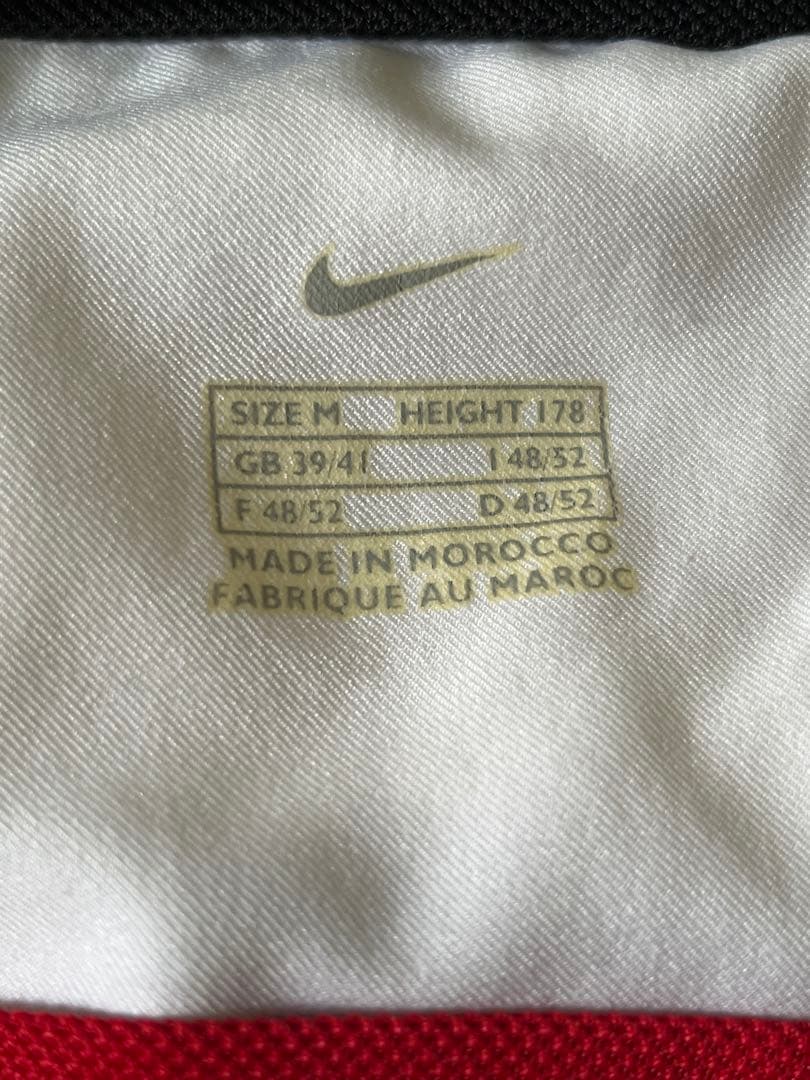 SIZE M HEIGHT 178
GB 39/41 I 48/52
F 48/52 D 48/52
MADE IN MOROCCO
FABRIQUE AU MAROC